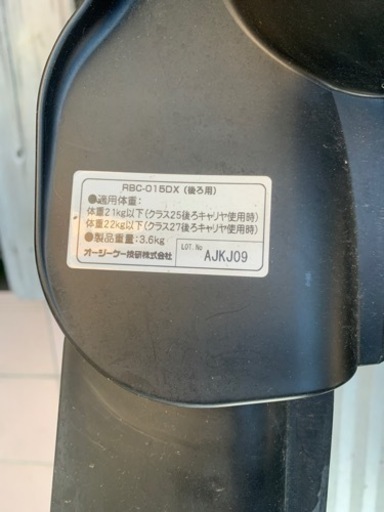 RBC-015DX (後ろ用)
●適用体重:
体重21kg以下(クラス25後ろキャリヤ使用時)
体重22kg以下(クラス27後ろキャリヤ使用時)
●製品重量:3.6kg
オージーケー技研株式会社
LOT.No
AJKJ09